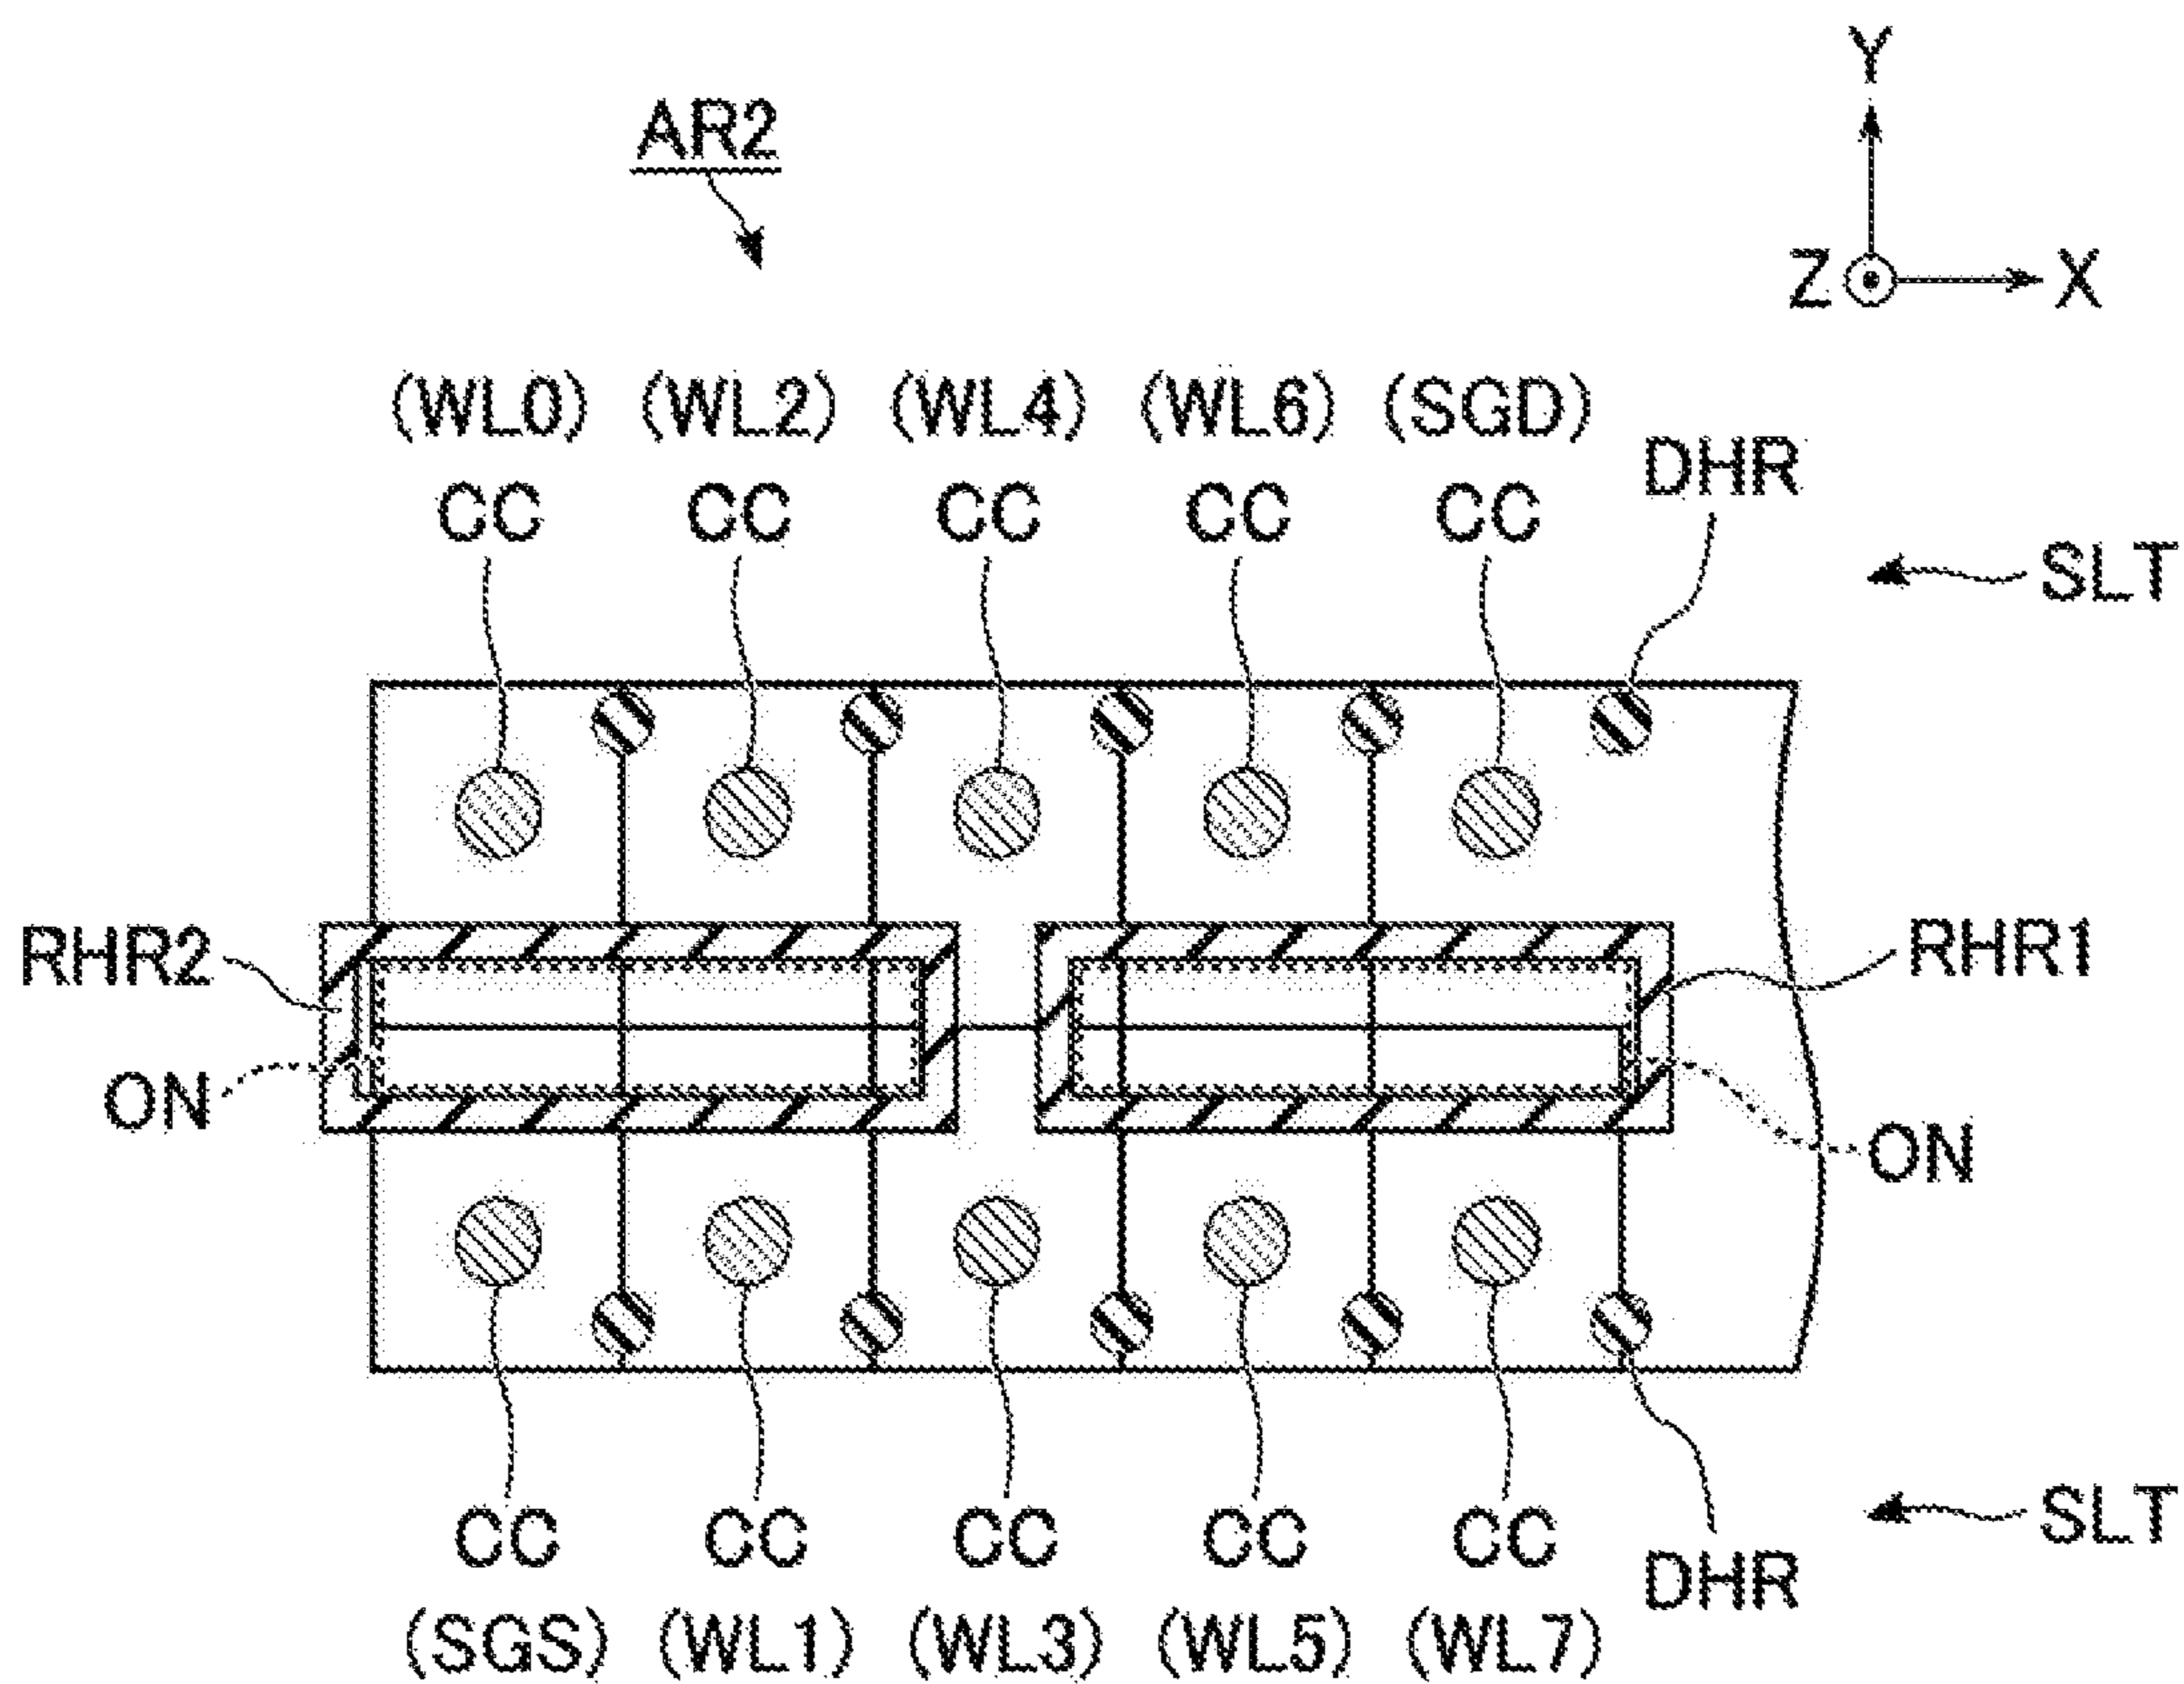 AR2
Y
Z X
(WL0) (WL2) (WL4) (WL6) (SGD)
CC CC CC CC CC DHR
SLT
RHR2 RHR1
ON ON
CC CC CC CC CC DHR
SLT
(SGS) (WL1) (WL3) (WL5) (WL7)